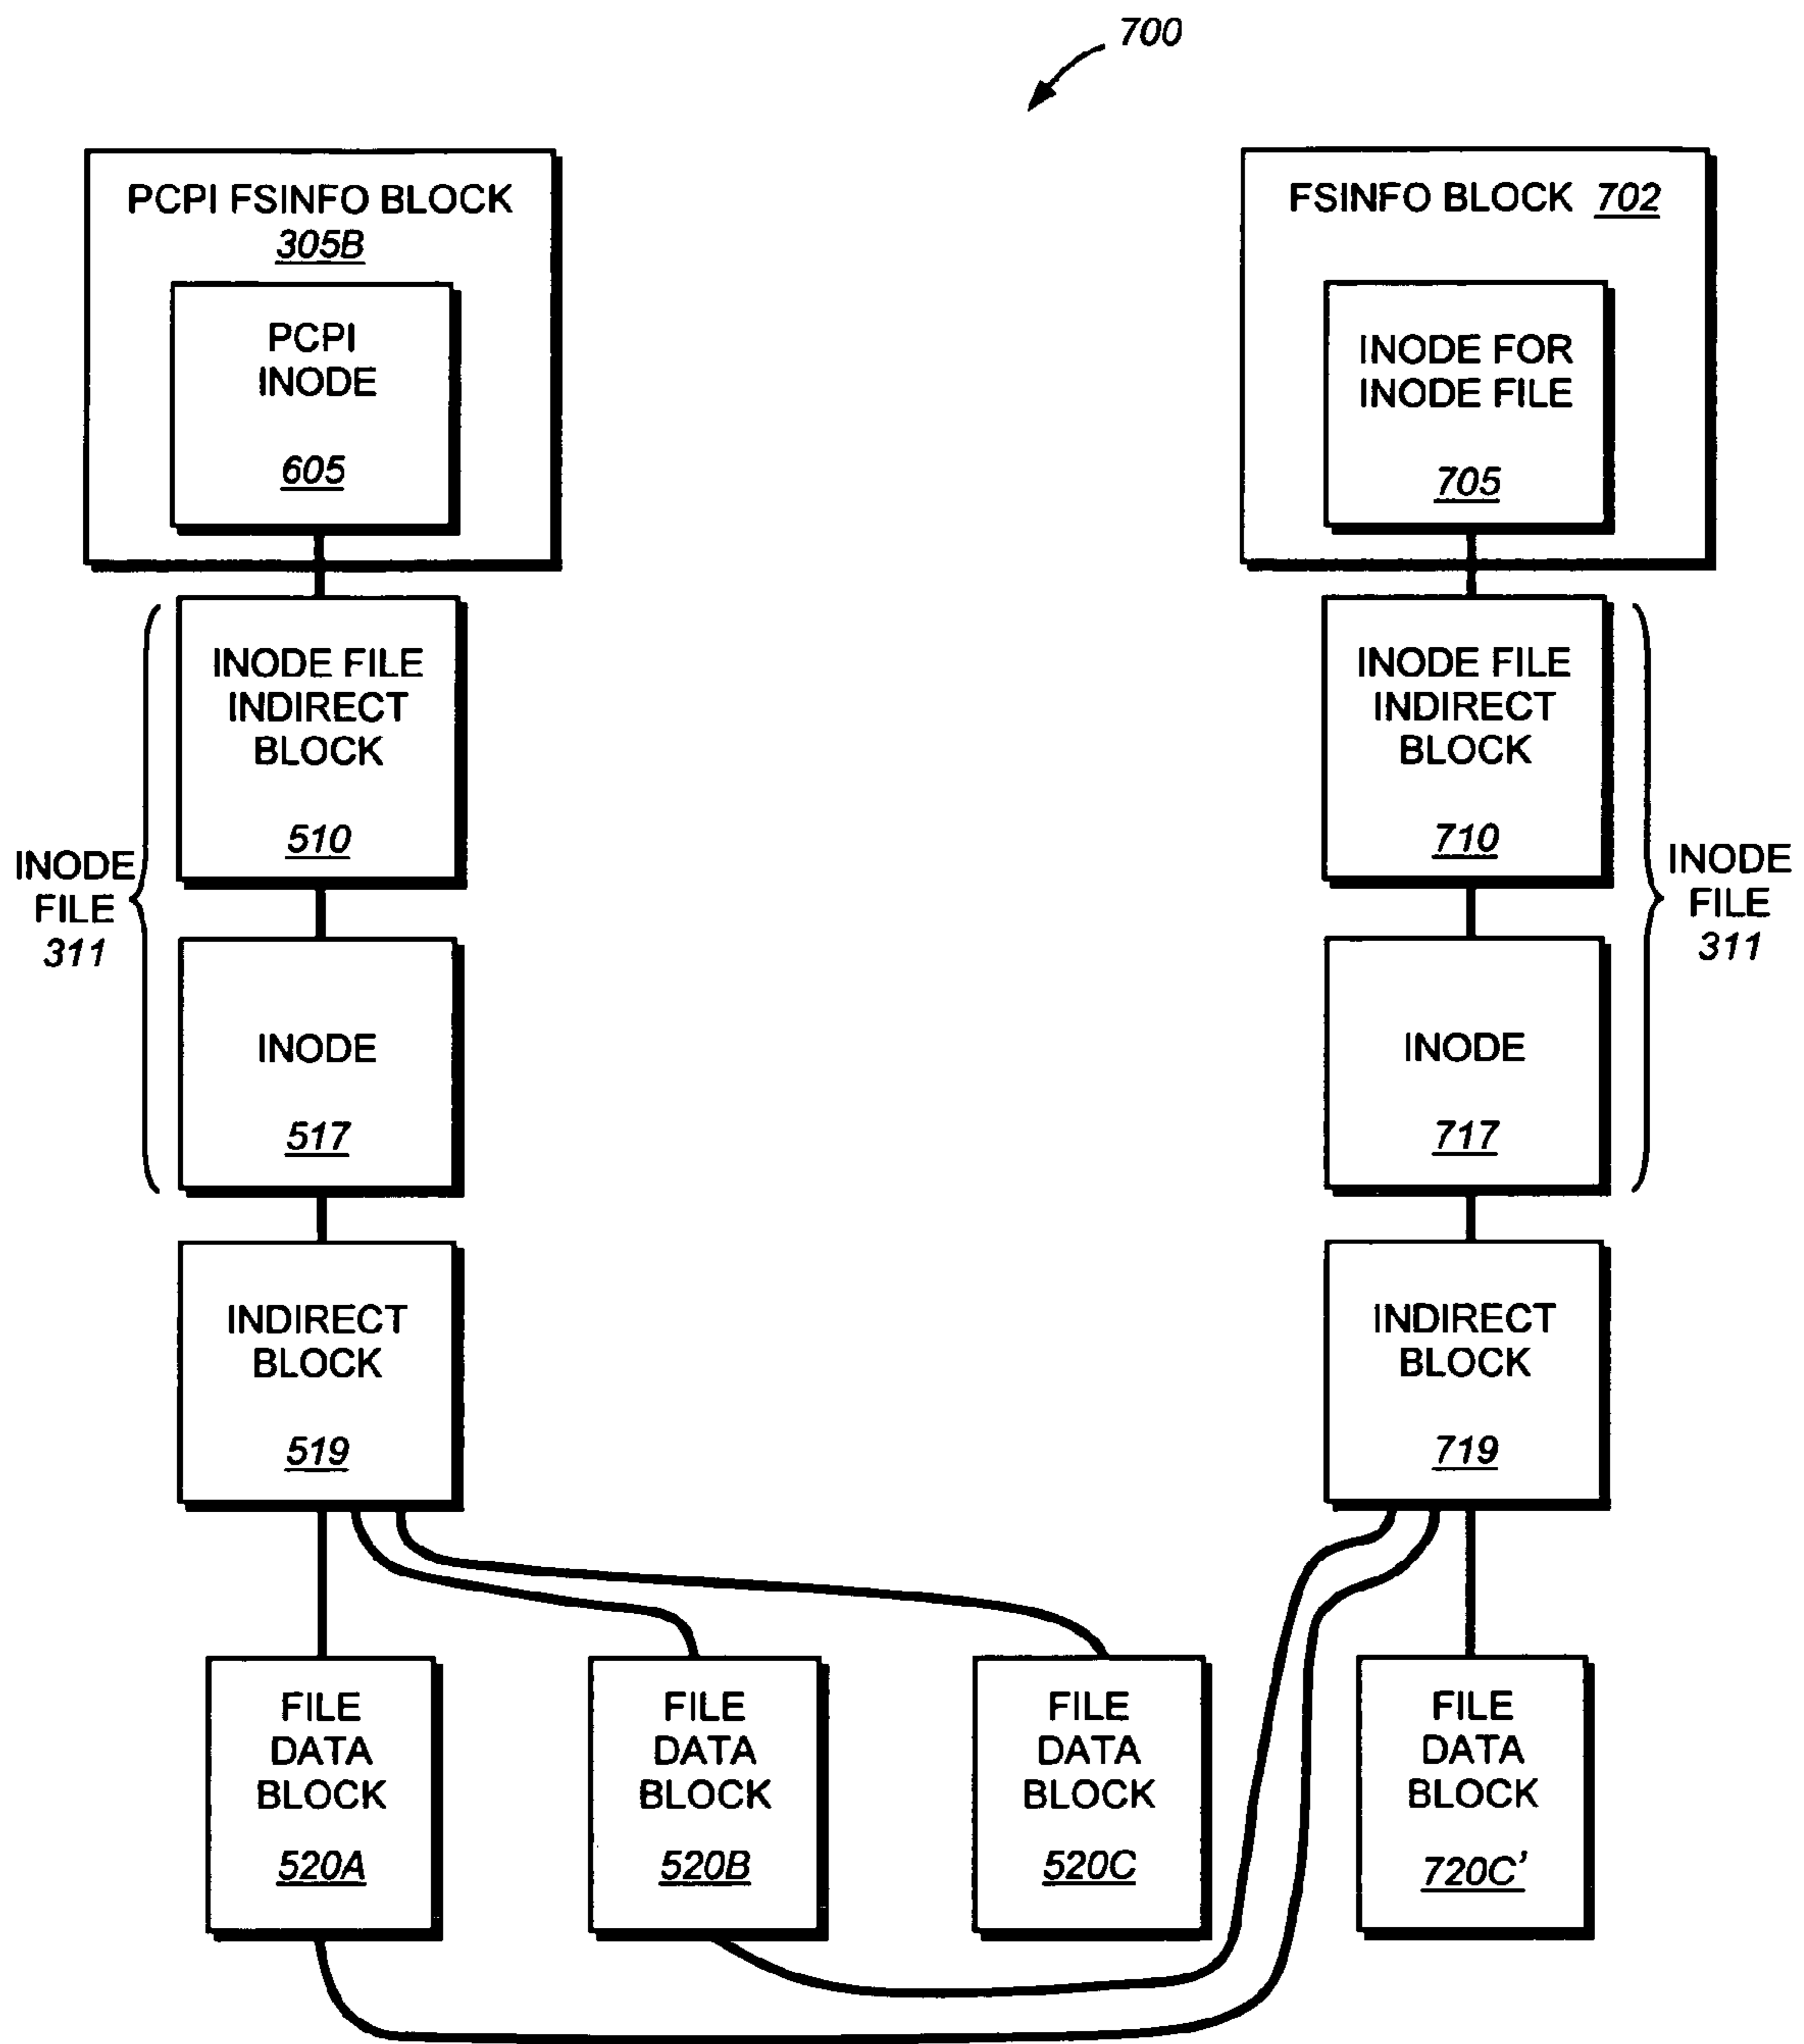 700
PCPI FSINFO BLOCK
305B
PCPI
INODE
605
FSINFO BLOCK 702
INODE FOR
INODE FILE
705
INODE FILE
INDIRECT
BLOCK
510
INODE
FILE
311
INODE
517
INODE FILE
INDIRECT
BLOCK
710
INODE
FILE
311
INODE
717
INDIRECT
BLOCK
519
INDIRECT
BLOCK
719
FILE
DATA
BLOCK
520A
FILE
DATA
BLOCK
520B
FILE
DATA
BLOCK
520C
FILE
DATA
BLOCK
720C'